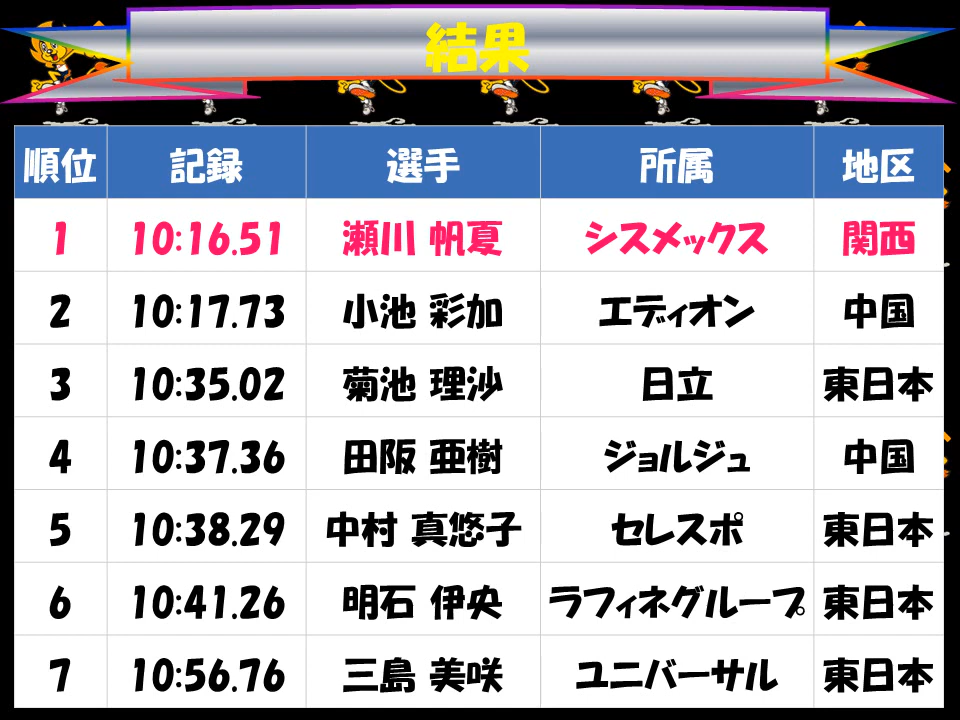 結果
順位 記録 選手 所属 地区
1 10:16.51 瀬川 帆夏 シスメックス 関西
2 10:17.73 小池 彩加 エディオン 中国
3 10:35.02 菊池 理沙 日立 東日本
4 10:37.36 田阪 亜樹 ジョルジュ 中国
5 10:38.29 中村 真悠子 セレスポ 東日本
6 10:41.26 明石 伊央 ラフィネグループ 東日本
7 10:56.76 三島 美咲 ユニバーサル 東日本